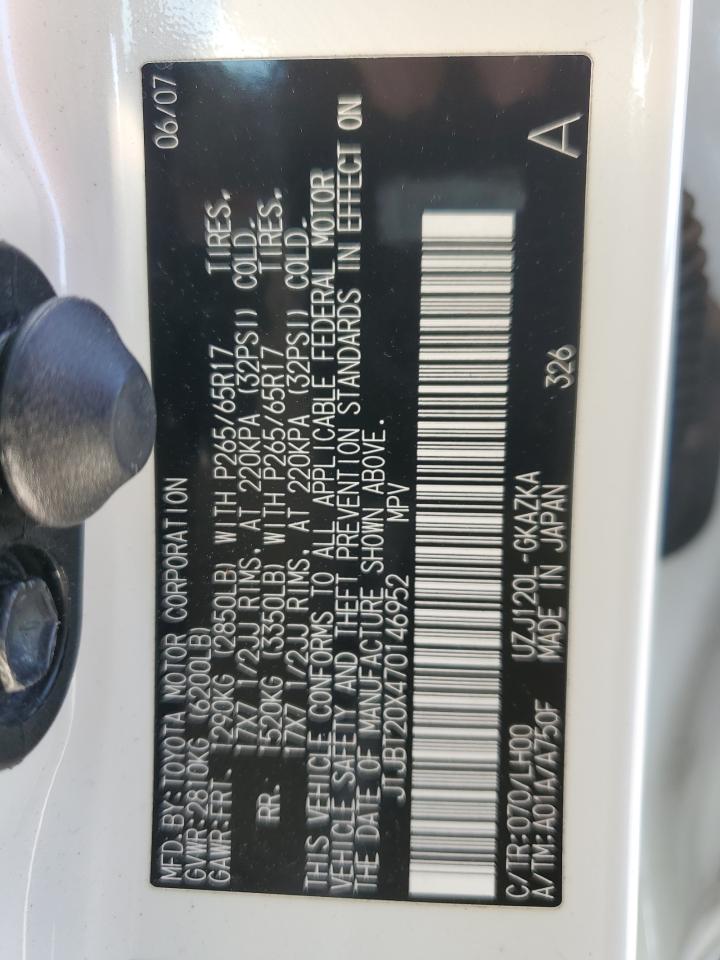 MFD. BY: TOYOTA MOTOR CORPORATION 06/07
GVWR: 2810KG (6200LB)
GAWR: FRT. 1290KG (2850LB) WITH P265/65R17 TIRES,
17X7 1/2JJ RIMS, AT 220KPA (32PSI) COLD.
RR. 1520KG (3350LB) WITH P265/65R17 TIRES,
17X7 1/2JJ RIMS, AT 220KPA (32PSI) COLD.
THIS VEHICLE CONFORMS TO ALL APPLICABLE FEDERAL MOTOR
VEHICLE SAFETY AND THEFT PREVENTION STANDARDS IN EFFECT ON
THE DATE OF MANUFACTURE SHOWN ABOVE.
JTJBT20X470146952 MPV
C/TR: 070/LH00 UZJ120L-GKAZKA 326 A
A/TM: A01A/A750F MADE IN JAPAN